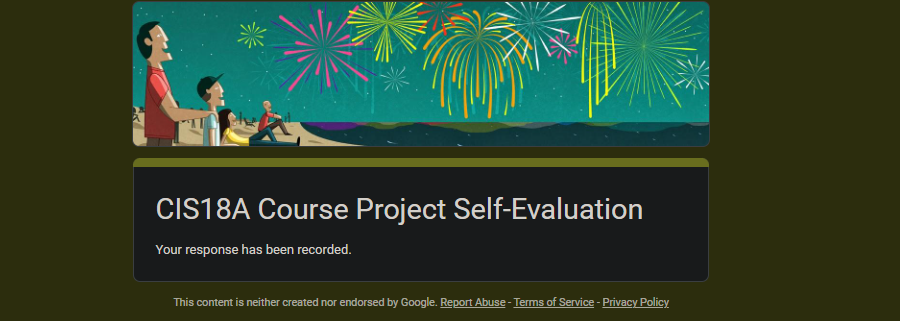 CIS18A Course Project Self-Evaluation
Your response has been recorded.
This content is neither created nor endorsed by Google. Report Abuse - Terms of Service - Privacy Policy